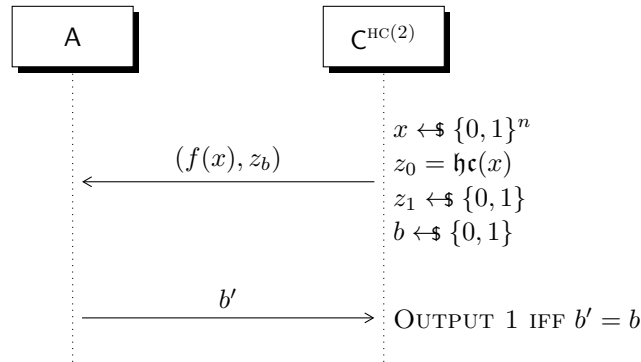 A
C^HC(2)
x ←$ {0, 1}^n
(f(x), z_b)
z_0 = 𝔥𝔠(x)
z_1 ←$ {0, 1}
b ←$ {0, 1}
b′
OUTPUT 1 IFF b′ = b